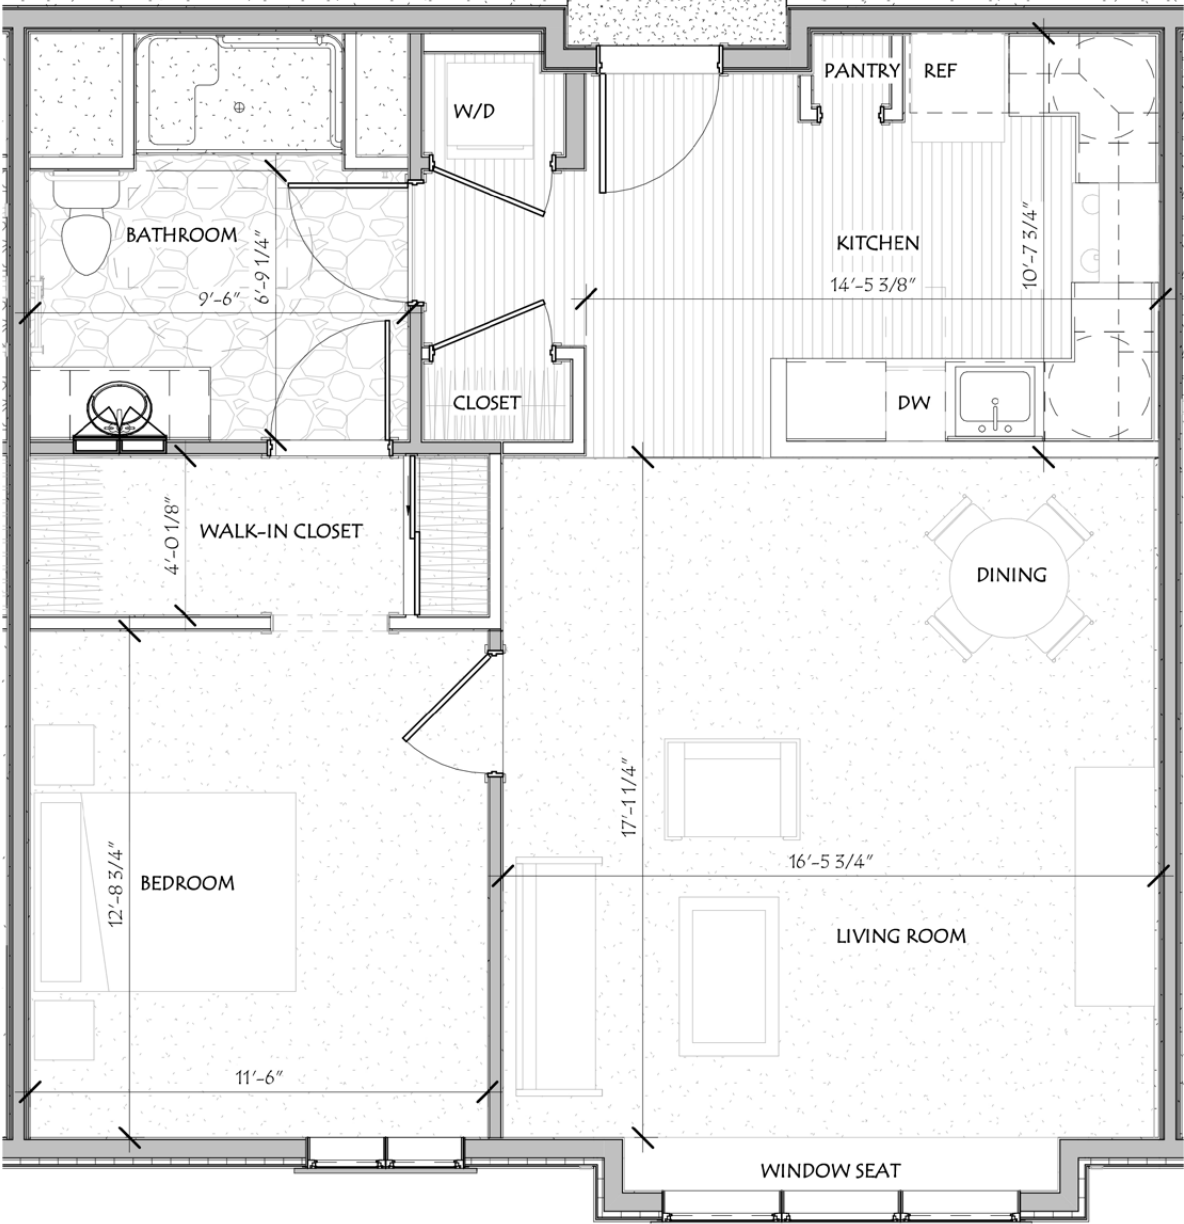 PANTRY
REF
W/D
BATHROOM
6'-9 1/4"
9'-6"
KITCHEN
10'-7 3/4"
14'-5 3/8"
CLOSET
DW
WALK-IN CLOSET
4'-0 1/8"
DINING
17'-1 1/4"
16'-5 3/4"
BEDROOM
12'-8 3/4"
LIVING ROOM
11'-6"
WINDOW SEAT